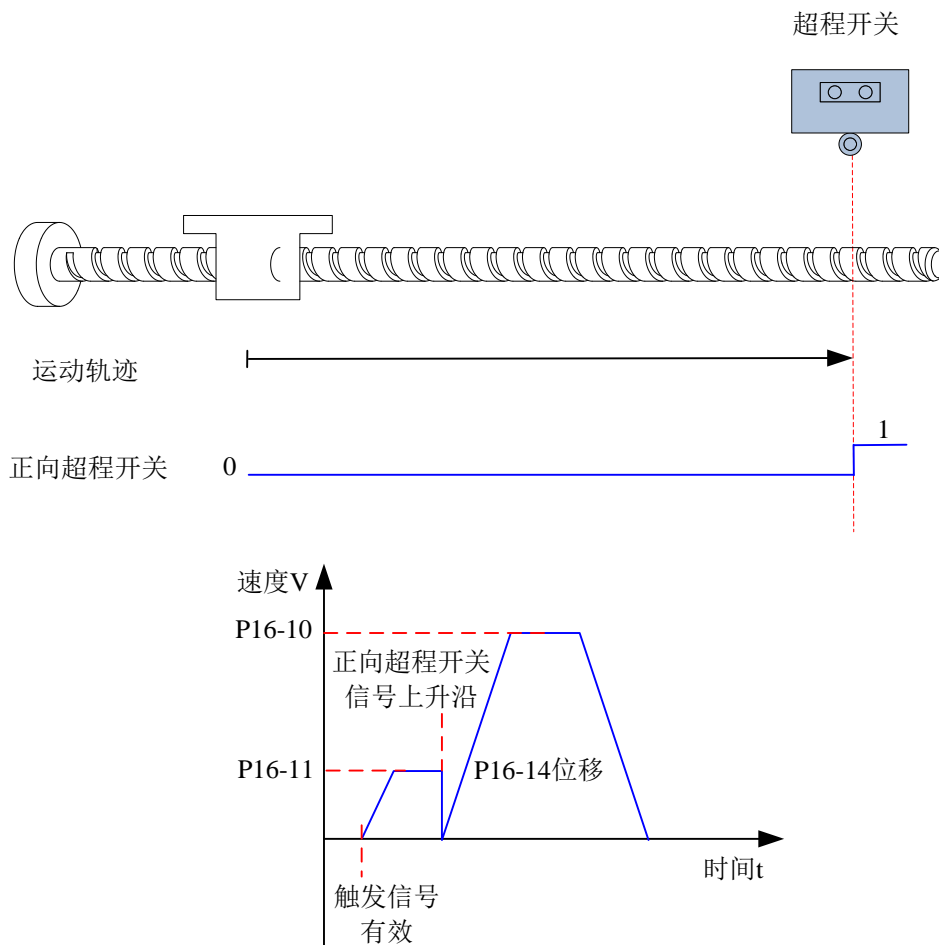 超程开关
运动轨迹
1
正向超程开关
0
速度V
P16-10
正向超程开关
信号上升沿
P16-11
P16-14位移
时间t
触发信号
有效